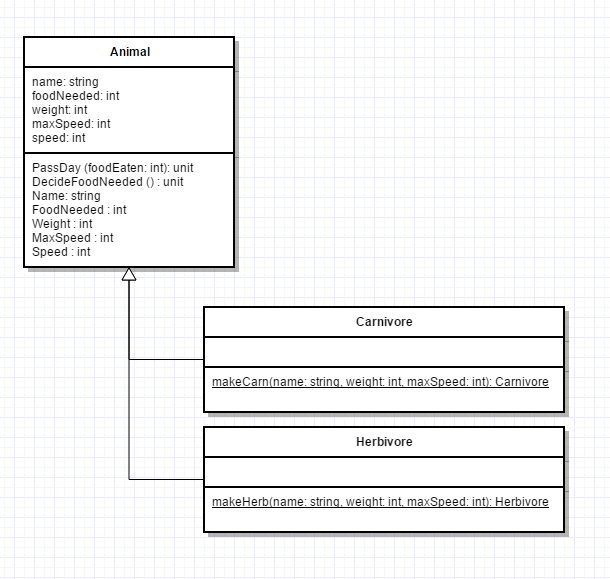 Animal
name: string
foodNeeded: int
weight: int
maxSpeed: int
speed: int
PassDay (foodEaten: int): unit
DecideFoodNeeded () : unit
Name: string
FoodNeeded : int
Weight : int
MaxSpeed : int
Speed : int
Carnivore
makeCarn(name: string, weight: int, maxSpeed: int): Carnivore
Herbivore
makeHerb(name: string, weight: int, maxSpeed: int): Herbivore